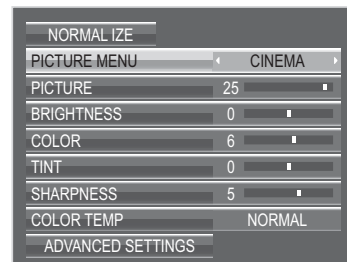 NORMAL IZE
PICTURE MENU CINEMA
PICTURE 25
BRIGHTNESS 0
COLOR 6
TINT 0
SHARPNESS 5
COLOR TEMP NORMAL
ADVANCED SETTINGS